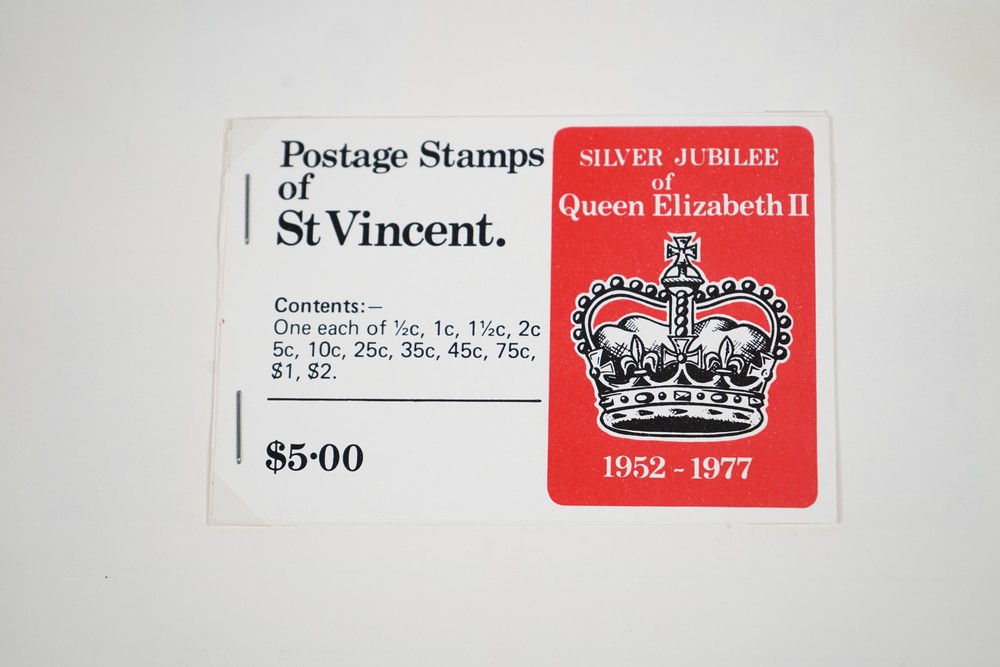 Postage Stamps
of
St Vincent.
Contents:—
One each of ½c, 1c, 1½c, 2c
5c, 10c, 25c, 35c, 45c, 75c,
$1, $2.
$5·00
SILVER JUBILEE
of
Queen Elizabeth II
1952 - 1977